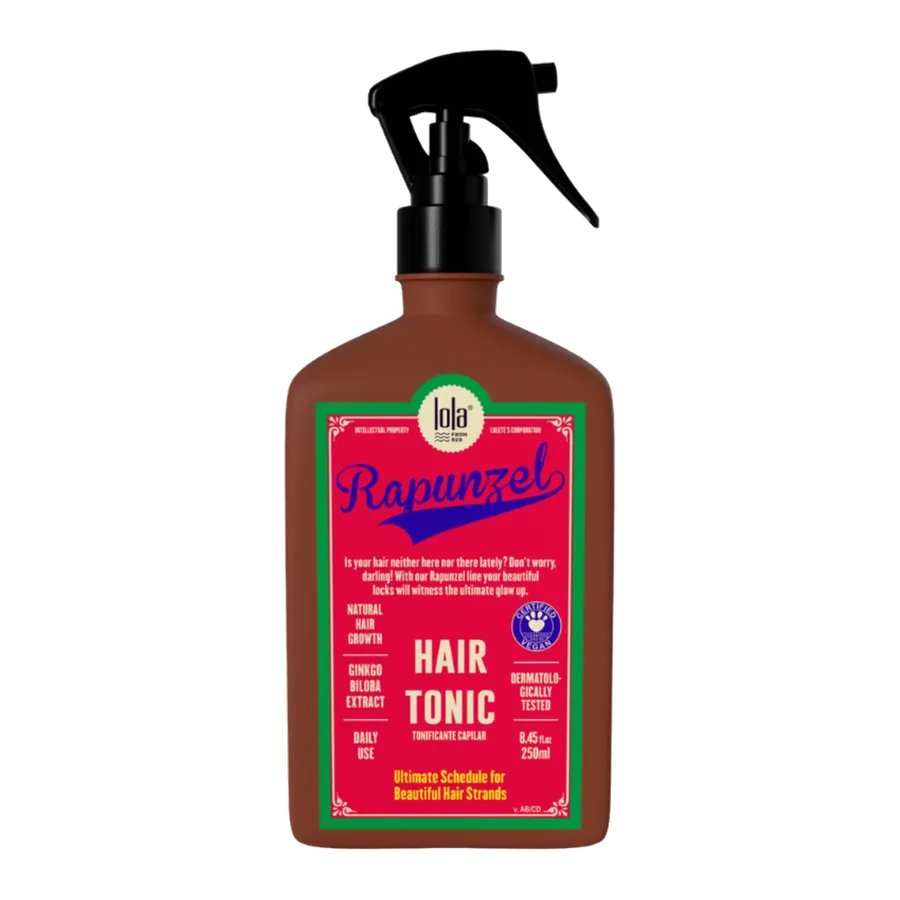 lola®
FROM
RIO
INTELLECTUAL PROPERTY
LOLETE'S CORPORATION
Rapunzel
Is your hair neither here nor there lately? Don't worry,
darling! With our Rapunzel line your beautiful
locks will witness the ultimate glow up.
NATURAL
HAIR
GROWTH
GINKGO
BILOBA
EXTRACT
DAILY
USE
HAIR
TONIC
TONIFICANTE CAPILAR
CERTIFIED
VEGAN
DERMATOLO-
GICALLY
TESTED
8.45 fl.oz
250ml
Ultimate Schedule for
Beautiful Hair Strands
v. AB/CD